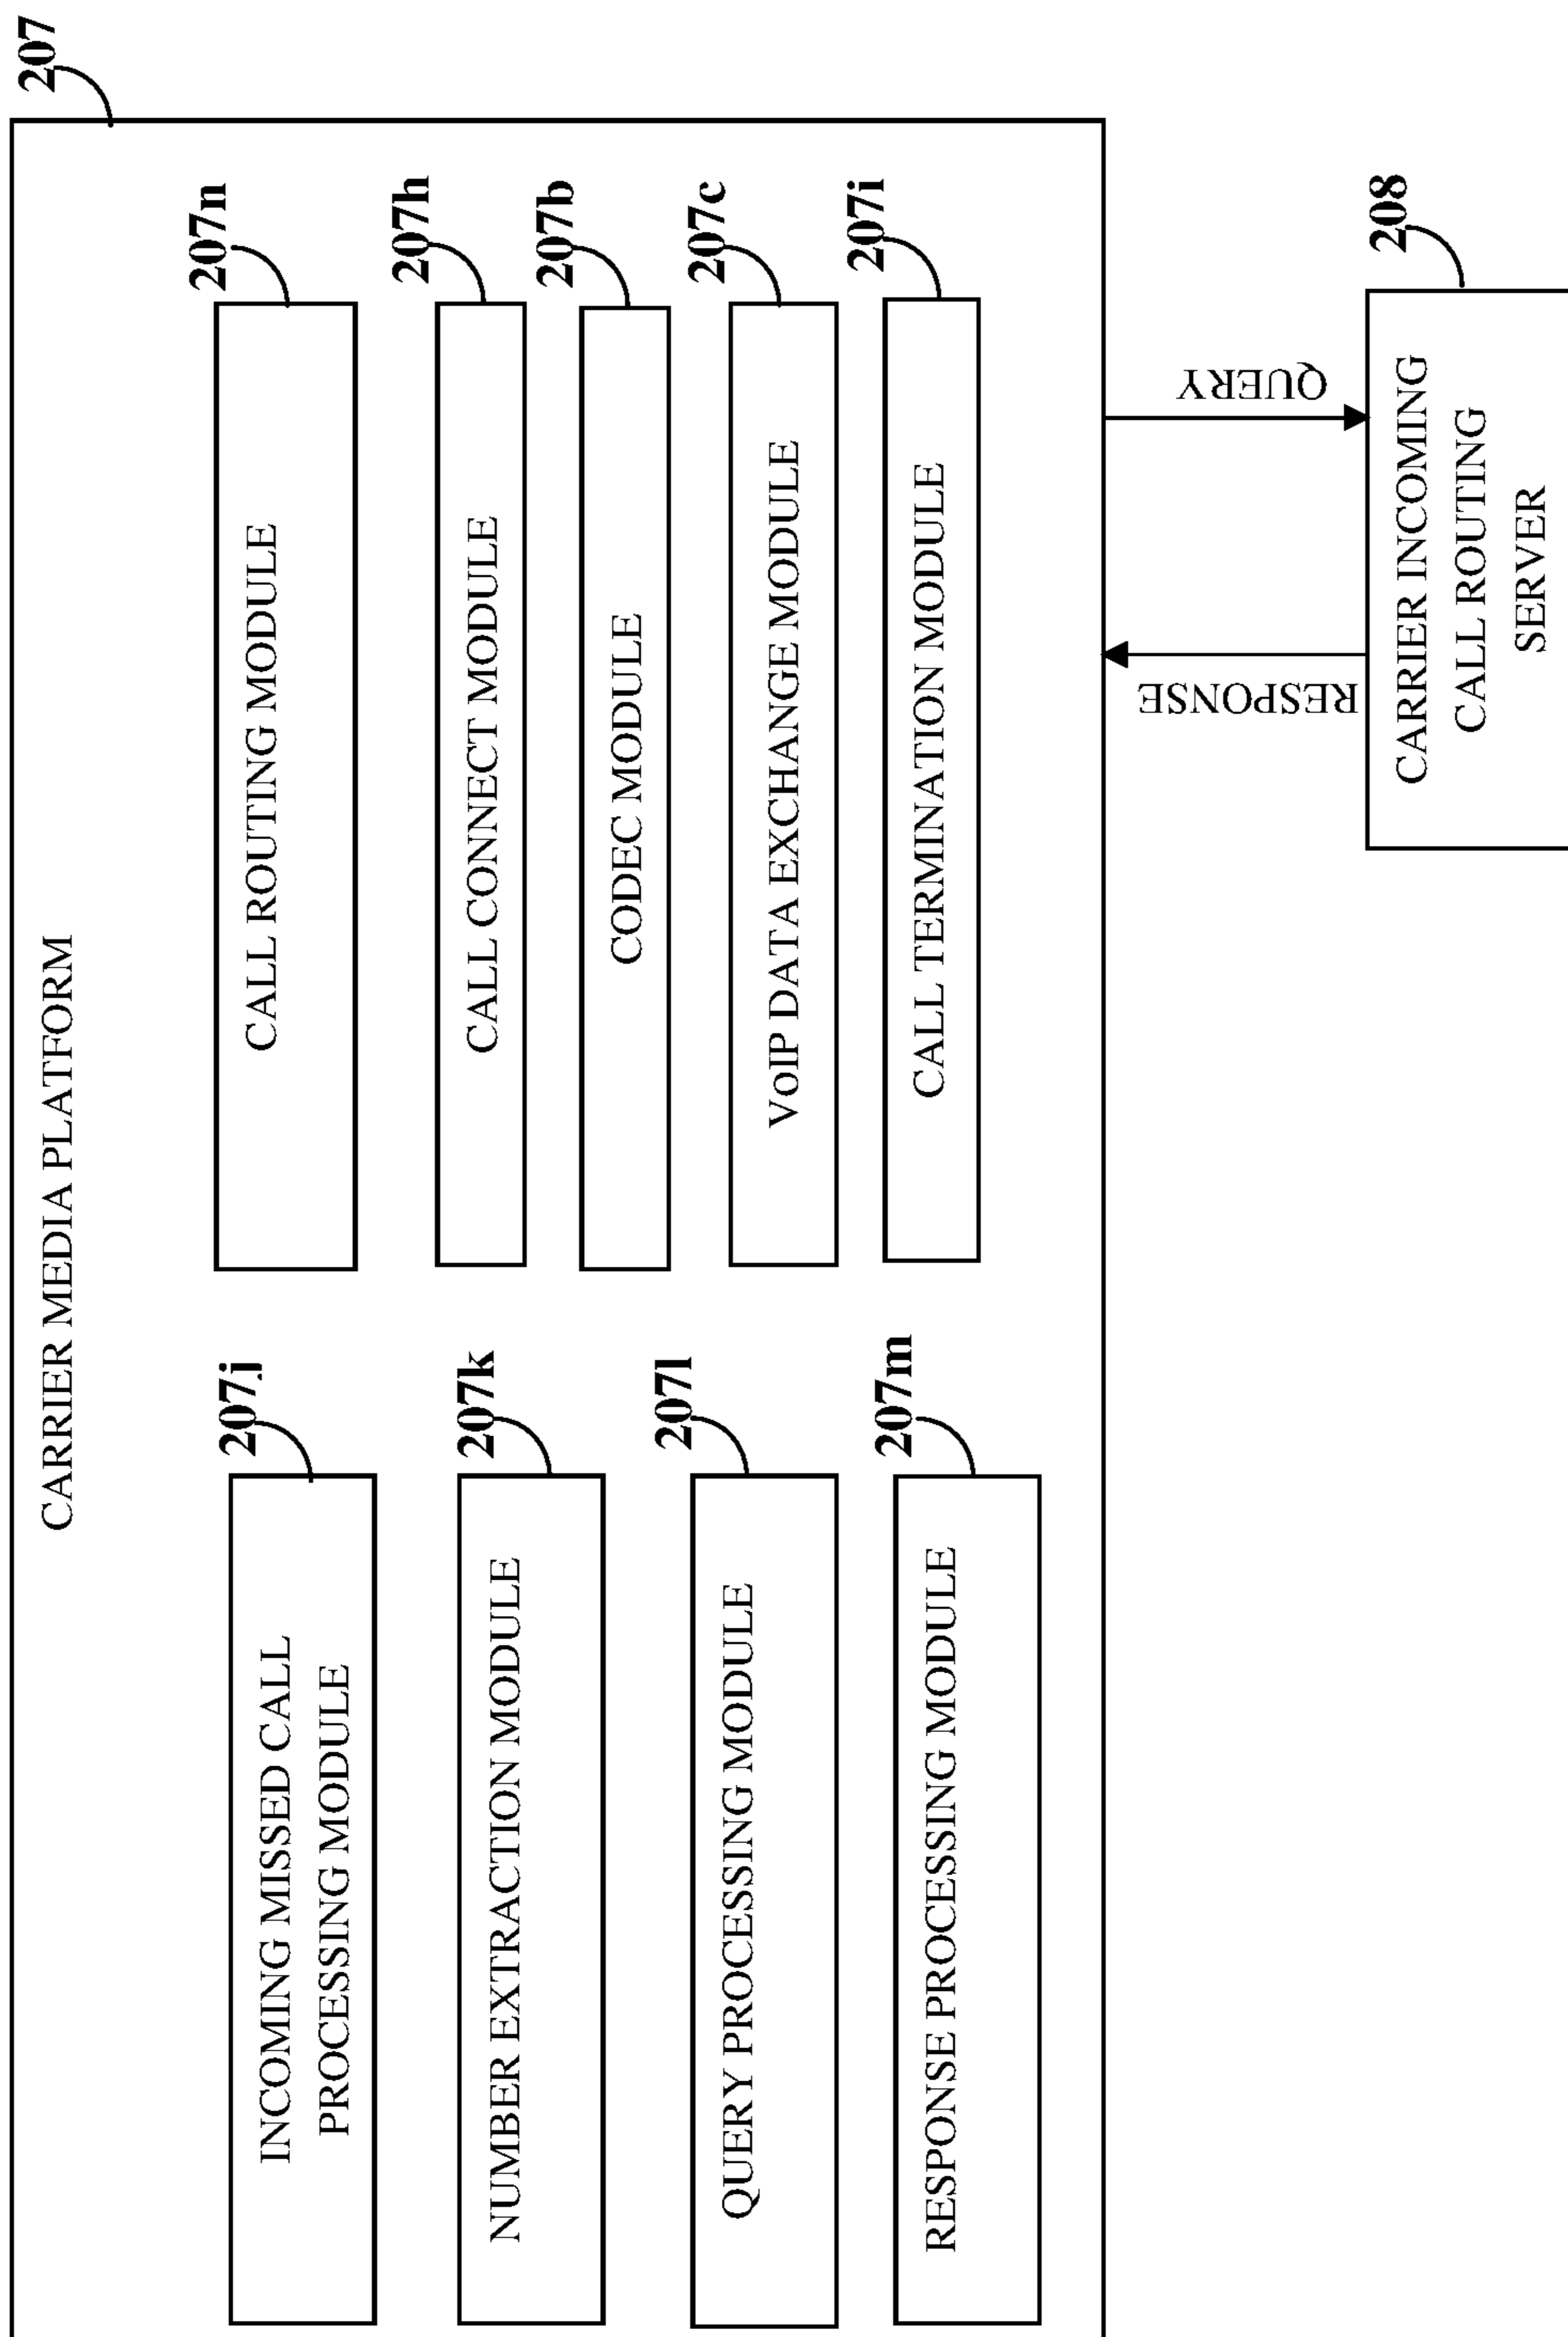 207
CARRIER MEDIA PLATFORM
207j
INCOMING MISSED CALL
PROCESSING MODULE
207k
NUMBER EXTRACTION MODULE
207l
QUERY PROCESSING MODULE
207m
RESPONSE PROCESSING MODULE
207n
CALL ROUTING MODULE
207h
CALL CONNECT MODULE
207b
CODEC MODULE
207c
VoIP DATA EXCHANGE MODULE
207i
CALL TERMINATION MODULE
RESPONSE
QUERY
208
CARRIER INCOMING
CALL ROUTING
SERVER